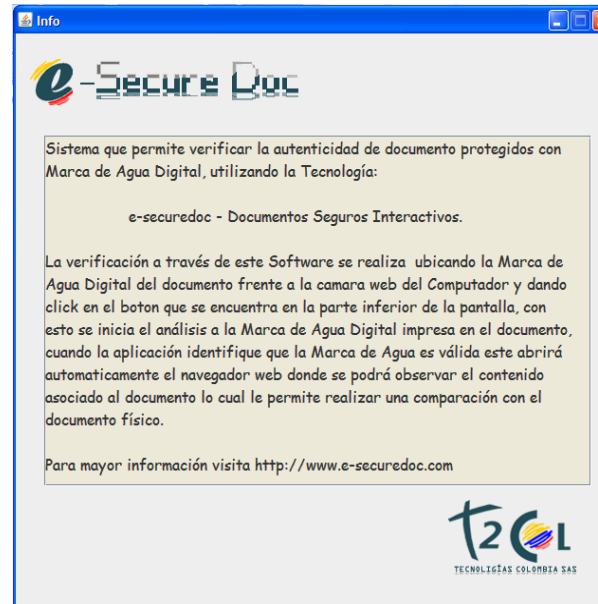 Info
e-Secure Doc
Sistema que permite verificar la autenticidad de documento protegidos con
Marca de Agua Digital, utilizando la Tecnología:
e-securedoc - Documentos Seguros Interactivos.
La verificación a través de este Software se realiza ubicando la Marca de
Agua Digital del documento frente a la camara web del Computador y dando
click en el boton que se encuentra en la parte inferior de la pantalla, con
esto se inicia el análisis a la Marca de Agua Digital impresa en el documento,
cuando la aplicación identifique que la Marca de Agua es válida este abrirá
automaticamente el navegador web donde se podrá observar el contenido
asociado al documento lo cual le permite realizar una comparación con el
documento físico.
Para mayor información visita http://www.e-securedoc.com
T2COL
TECNOLIGÍAS COLOMBIA SAS